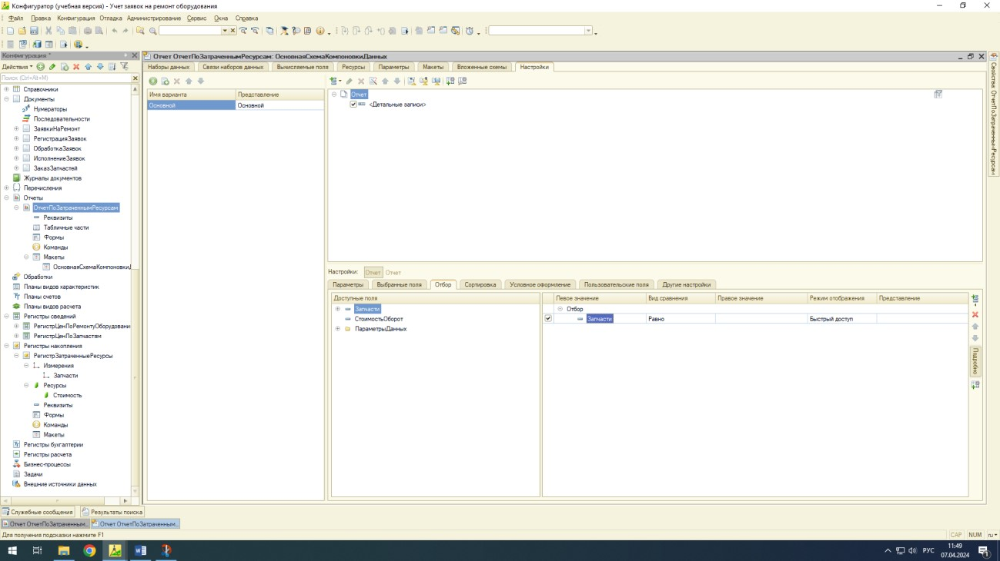 Конфигуратор (учебная версия) - Учет заявок на ремонт оборудования
Файл Правка Конфигурация Отладка Администрирование Сервис Окна Справка
Конфигурация *
Действия
Поиск (Ctrl+Alt+M)
Справочники
Документы
Нумераторы
Последовательности
ЗаявкиНаРемонт
РегистрацияЗаявок
ОбработкаЗаявок
ИсполнениеЗаявок
ЗаказЗапчастей
Журналы документов
Перечисления
Отчеты
ОтчетПоЗатраченнымРесурсам
Реквизиты
Табличные части
Формы
Команды
Макеты
ОсновнаяСхемаКомпоновкиД
Обработки
Планы видов характеристик
Планы счетов
Планы видов расчета
Регистры сведений
РегистрЦенПоРемонтуОборудовани
РегистрЦенПоЗапчастям
Регистры накопления
РегистрЗатраченныеРесурсы
Измерения
Запчасти
Ресурсы
Стоимость
Реквизиты
Формы
Команды
Макеты
Регистры бухгалтерии
Регистры расчета
Бизнес-процессы
Задачи
Внешние источники данных
Отчет ОтчетПоЗатраченнымРесурсам: ОсновнаяСхемаКомпоновкиДанных
Наборы данных Связи наборов данных Вычисляемые поля Ресурсы Параметры Макеты Вложенные схемы Настройки
Имя варианта Представление
Основной Основной
Отчет
<Детальные записи>
Настройки: Отчет Отчет
Параметры Выбранные поля Отбор Сортировка Условное оформление Пользовательские поля Другие настройки
Доступные поля
Запчасти
СтоимостьОборот
ПараметрыДанных
Левое значение Вид сравнения Правое значение Режим отображения Представление
Отбор
Запчасти Равно Быстрый доступ
Подробно
Свойства: ОтчетПоЗатраченнымРесурсам
Служебные сообщения Результаты поиска
Отчет ОтчетПоЗатраченным... Отчет ОтчетПоЗатраченным...
Для получения подсказки нажмите F1
CAP NUM ru
РУС
11:49
07.04.2024